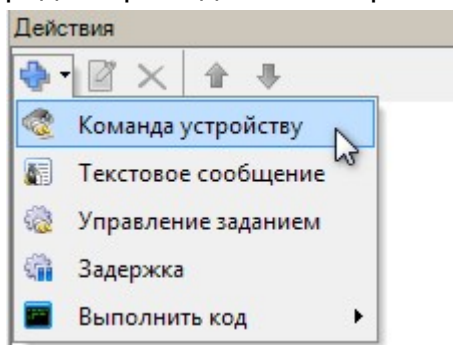 Действия
Команда устройству
Текстовое сообщение
Управление заданием
Задержка
Выполнить код